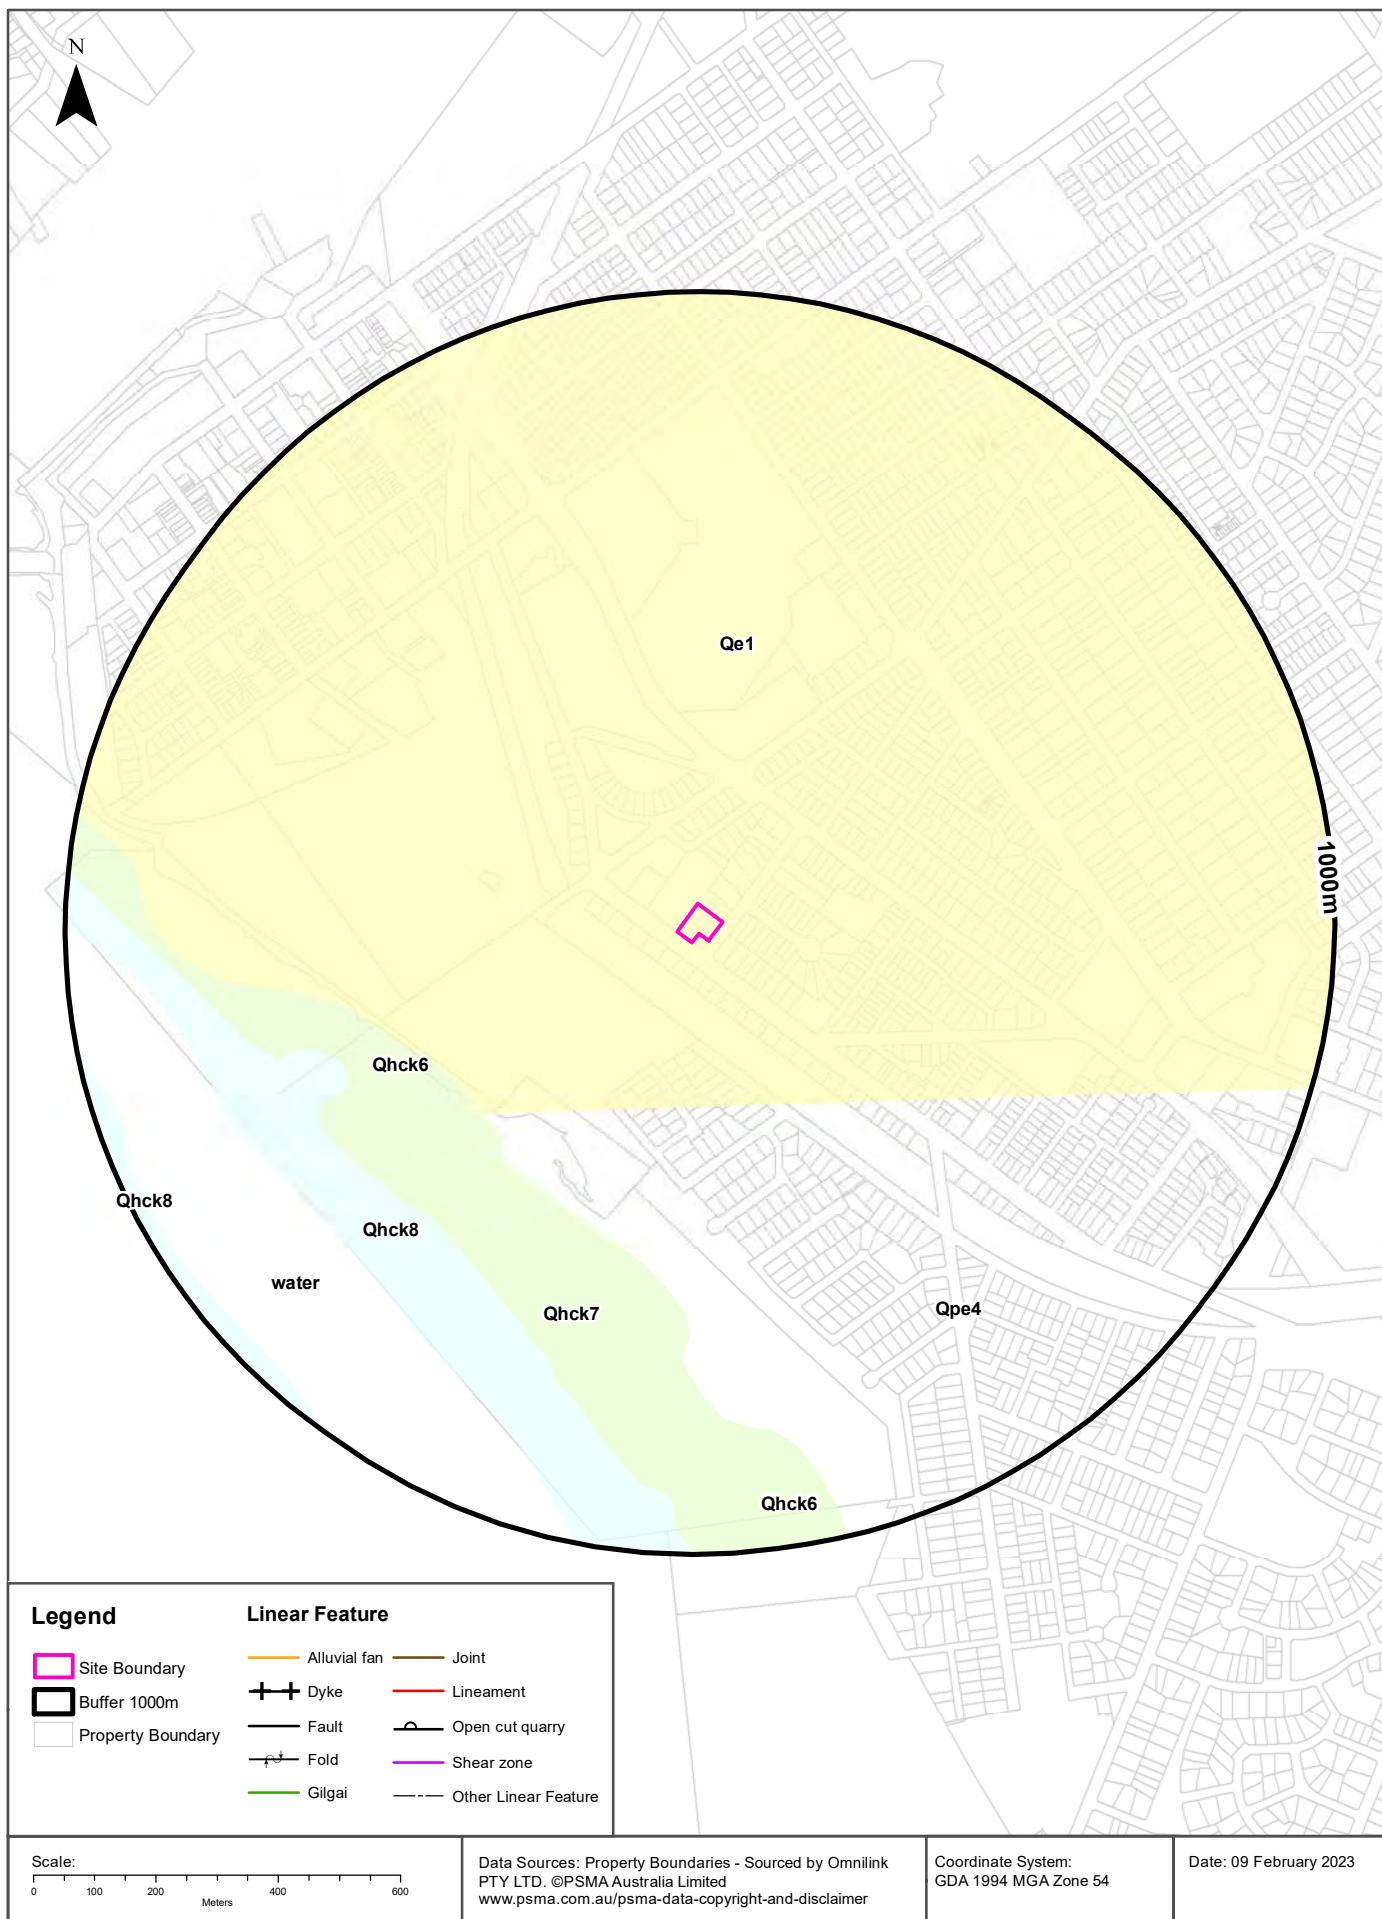 N
Qe1
1000m
Qhck6
Qhck8
Qhck8
water
Qhck7
Qpe4
Qhck6
Legend
Site Boundary
Buffer 1000m
Property Boundary
Linear Feature
Alluvial fan
Dyke
Fault
Fold
Gilgai
Joint
Lineament
Open cut quarry
Shear zone
Other Linear Feature
Scale:
0 100 200 400 600
Meters
Data Sources: Property Boundaries - Sourced by Omnilink
PTY LTD. ©PSMA Australia Limited
www.psma.com.au/psma-data-copyright-and-disclaimer
Coordinate System:
GDA 1994 MGA Zone 54
Date: 09 February 2023